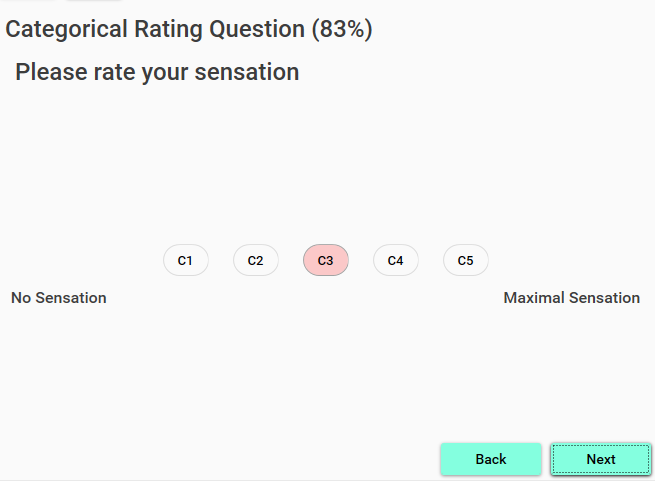 Categorical Rating Question (83%)
Please rate your sensation
C1 C2 C3 C4 C5
No Sensation Maximal Sensation
Back Next